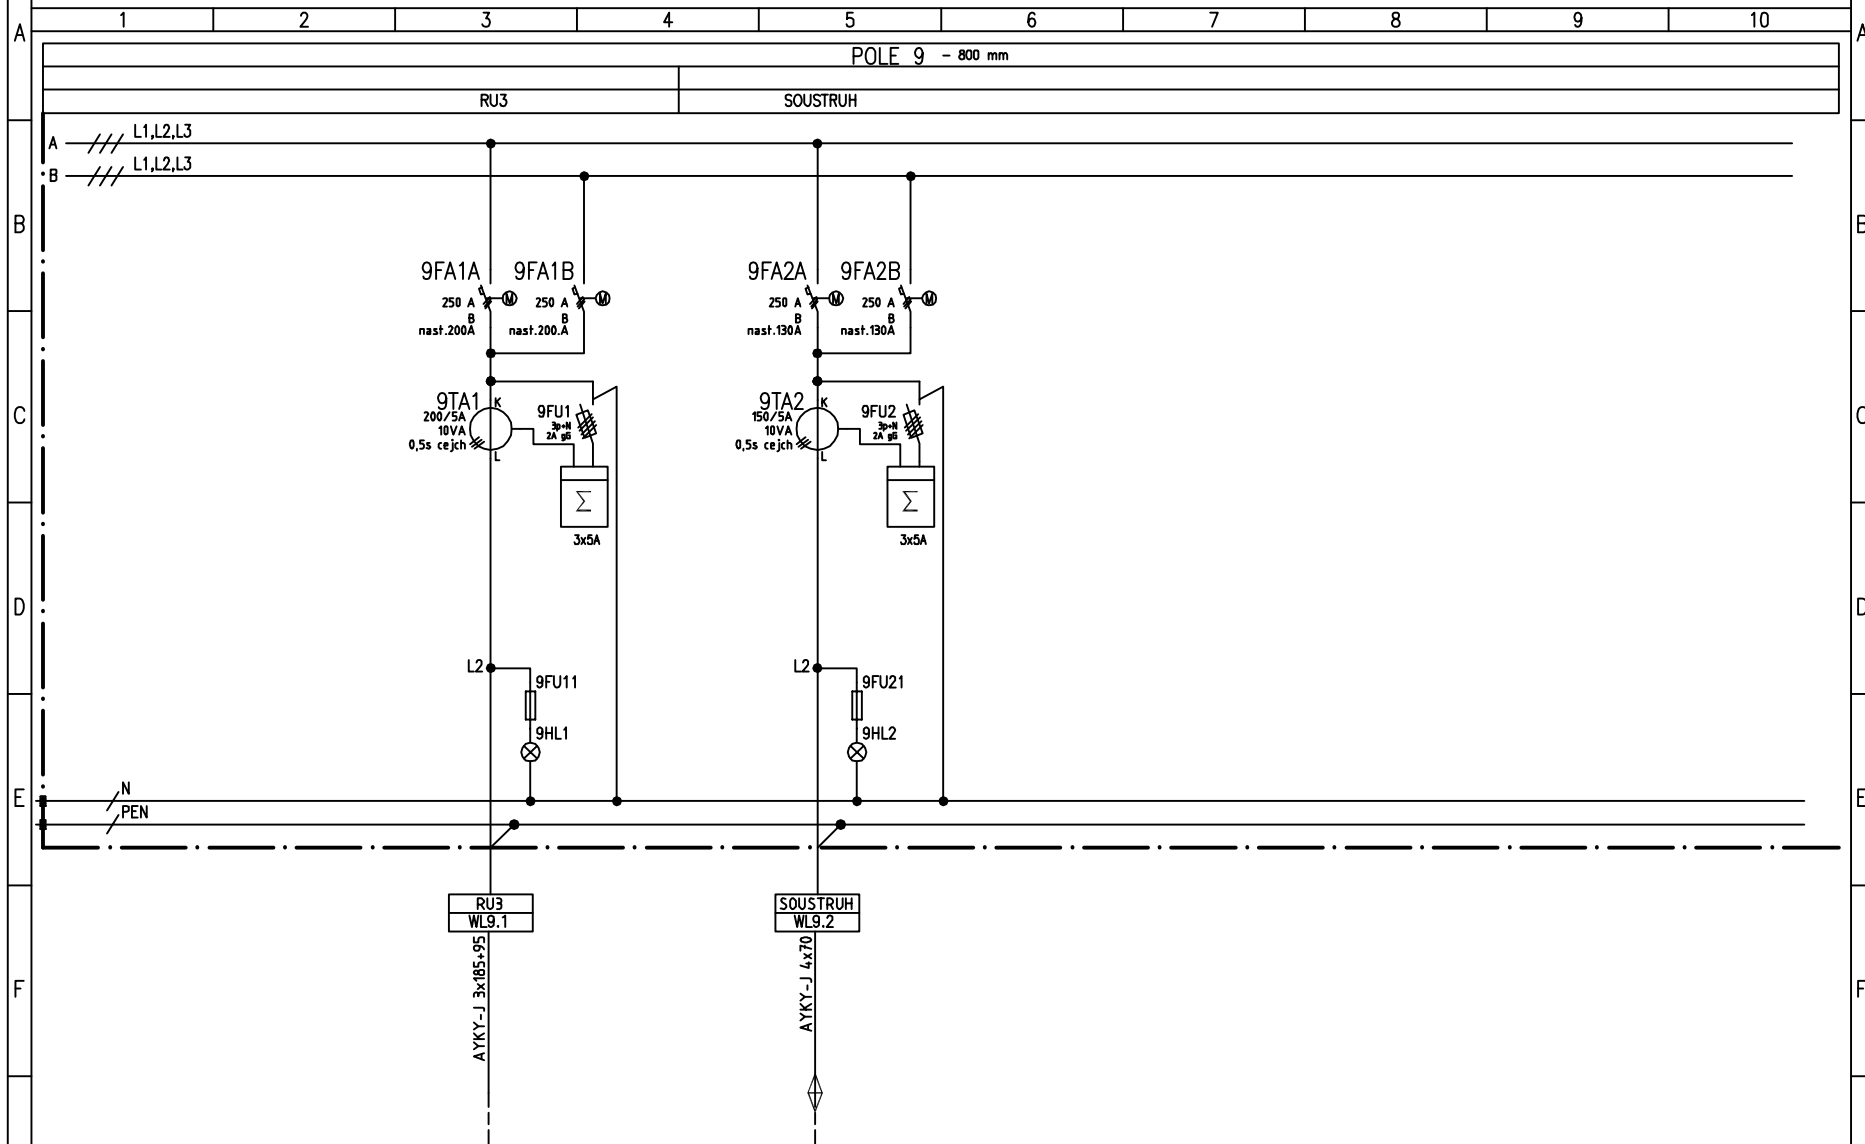 1 2 3 4 5 6 7 8 9 10
A A
POLE 9 - 800 mm
RU3 SOUSTRUH
A L1,L2,L3
B L1,L2,L3
B B
9FA1A 9FA1B 9FA2A 9FA2B
M M M M
250 A 250 A 250 A 250 A
B B B B
nast.200A nast.200.A nast.130A nast.130A
9TA1 K 9TA2 K
C 200/5A 9FU1 150/5A 9FU2 C
10VA 3p+N 10VA 3p+N
2A gG 2A gG
0,5s cejch 0,5s cejch
L L
Σ Σ
3x5A 3x5A
D D
L2 L2
9FU11 9FU21
9HL1 9HL2
N
E E
PEN
RU3 SOUSTRUH
WL9.1 WL9.2
AYKY-J 3x185+95 AYKY-J 4x70
F F